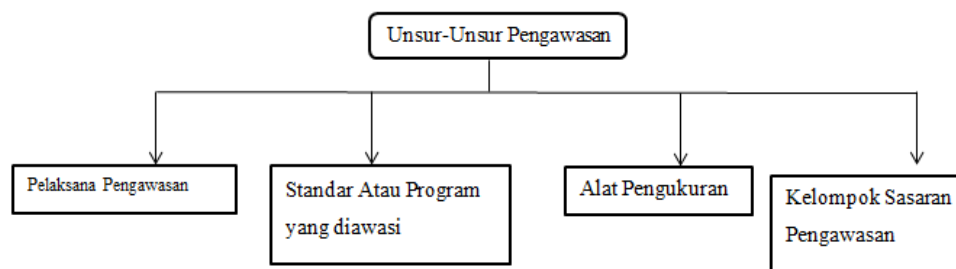 Unsur-Unsur Pengawasan
Pelaksana Pengawasan
Standar Atau Program
yang diawasi
Alat Pengukuran
Kelompok Sasaran
Pengawasan